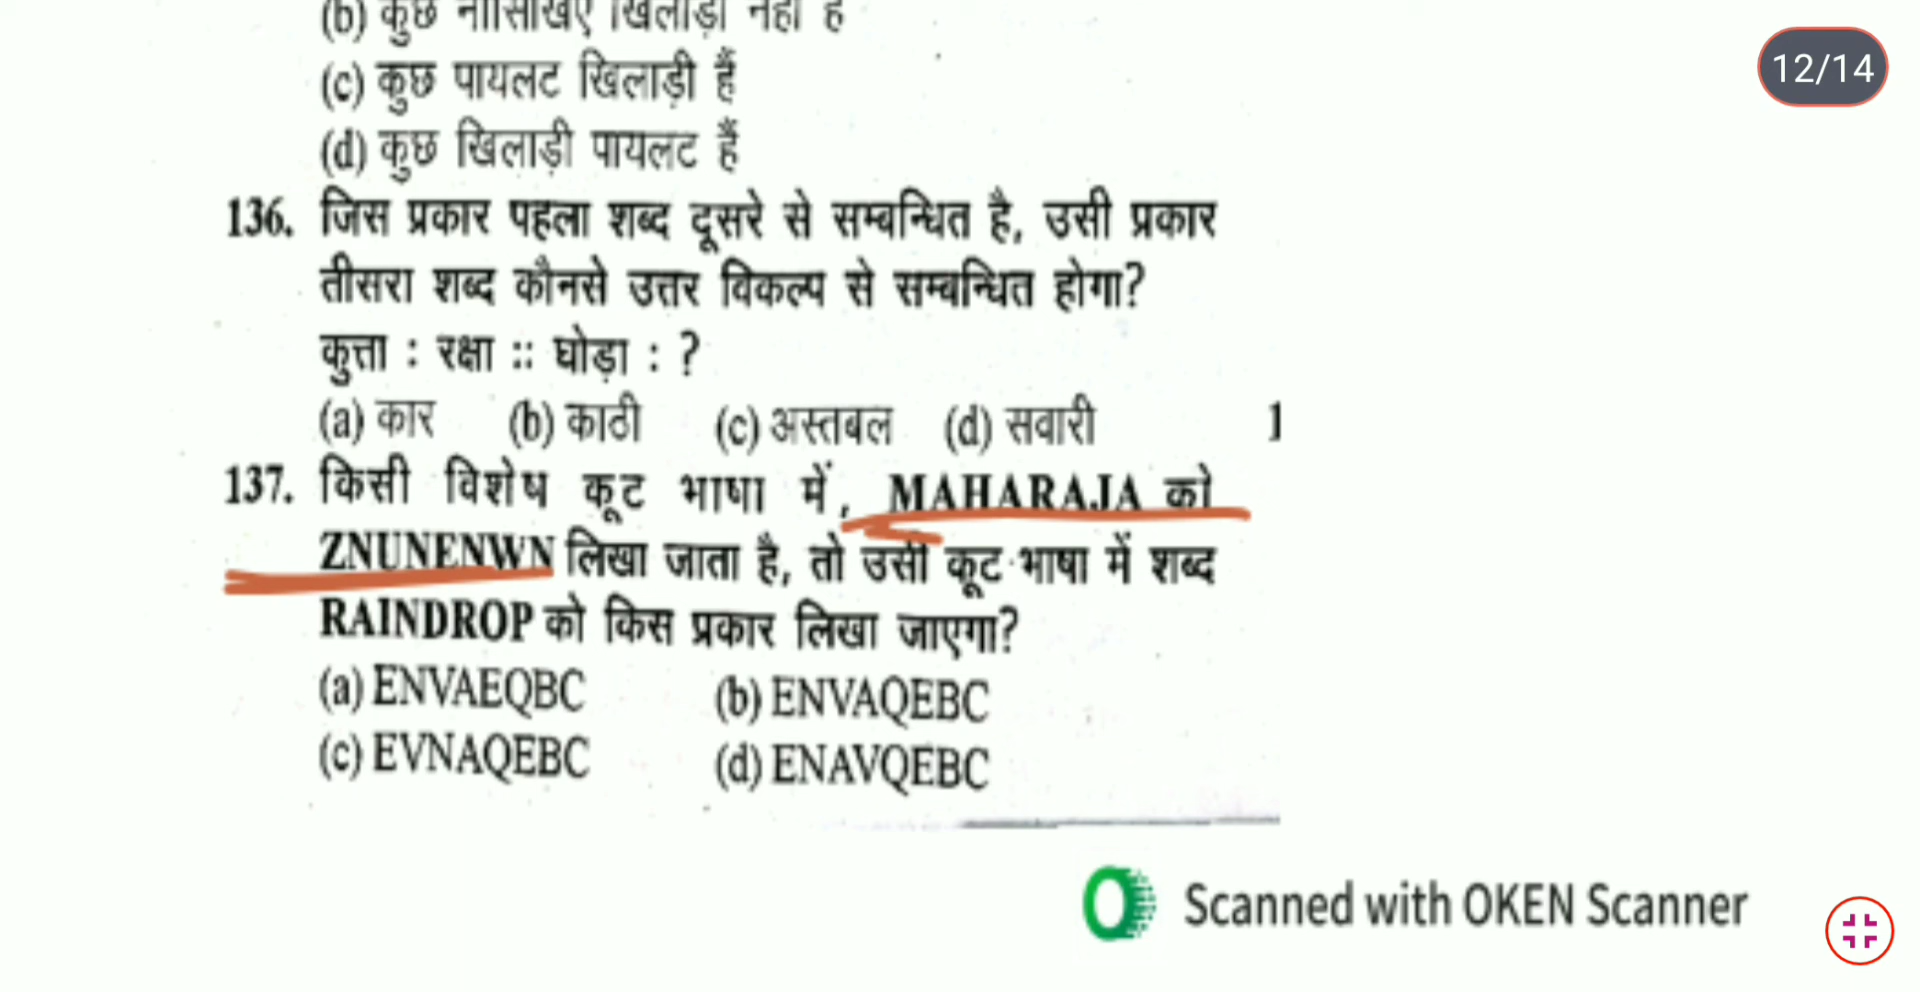 (b) कुछ नौसिखिए खिलाड़ी नहीं हैं
12/14
(c) कुछ पायलट खिलाड़ी हैं
(d) कुछ खिलाड़ी पायलट हैं
136. जिस प्रकार पहला शब्द दूसरे से सम्बन्धित है, उसी प्रकार
तीसरा शब्द कौनसे उत्तर विकल्प से सम्बन्धित होगा?
कुत्ता : रक्षा :: घोड़ा : ?
(a) कार (b) काठी (c) अस्तबल (d) सवारी 1
137. किसी विशेष कूट भाषा में, MAHARAJA को
ZNUNENWN लिखा जाता है, तो उसी कूट भाषा में शब्द
RAINDROP को किस प्रकार लिखा जाएगा?
(a) ENVAEQBC (b) ENVAQEBC
(c) EVNAQEBC (d) ENAVQEBC
Scanned with OKEN Scanner